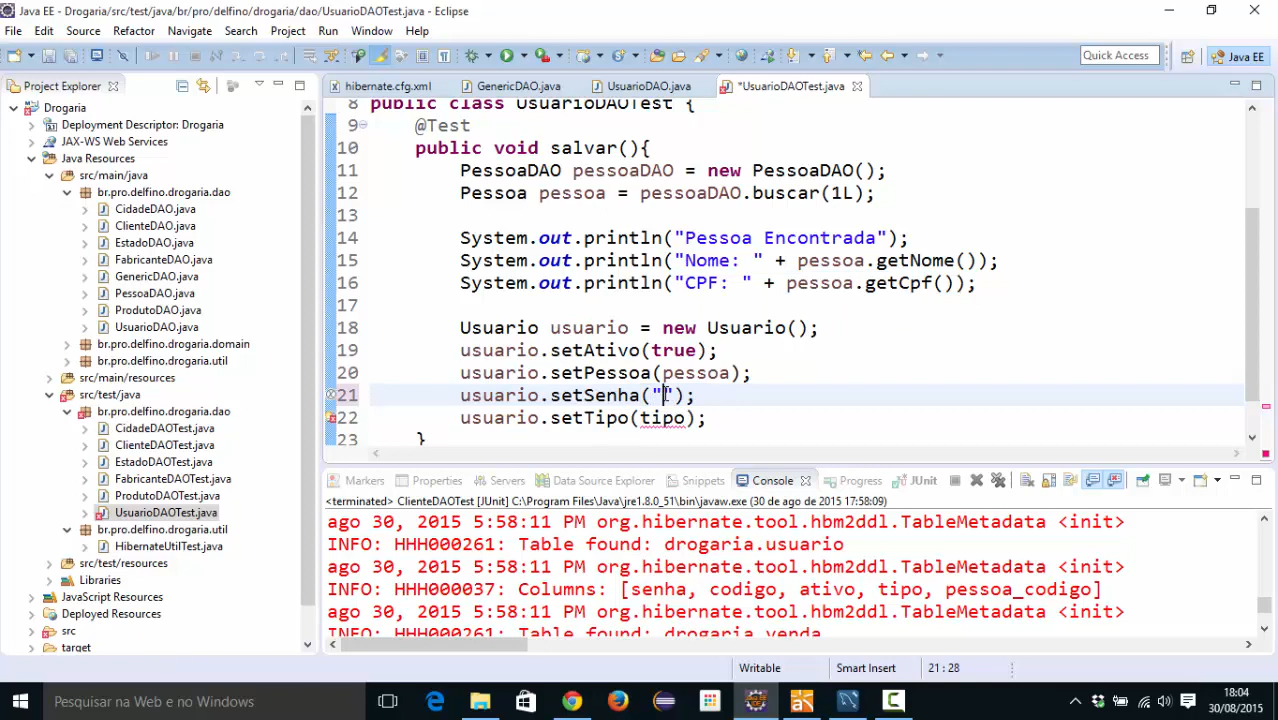 Java EE - Drogaria/src/test/java/br/pro/delfino/drogaria/dao/UsuarioDAOTest.java - Eclipse
File Edit Source Refactor Navigate Search Project Run Window Help
Quick Access
Java EE
Project Explorer
hibernate.cfg.xml
GenericDAO.java
UsuarioDAO.java
*UsuarioDAOTest.java
Drogaria
Deployment Descriptor: Drogaria
JAX-WS Web Services
Java Resources
src/main/java
br.pro.delfino.drogaria.dao
CidadeDAO.java
ClienteDAO.java
EstadoDAO.java
FabricanteDAO.java
GenericDAO.java
PessoaDAO.java
ProdutoDAO.java
UsuarioDAO.java
br.pro.delfino.drogaria.domain
br.pro.delfino.drogaria.util
src/main/resources
src/test/java
br.pro.delfino.drogaria.dao
CidadeDAOTest.java
ClienteDAOTest.java
EstadoDAOTest.java
FabricanteDAOTest.java
ProdutoDAOTest.java
UsuarioDAOTest.java
br.pro.delfino.drogaria.util
HibernateUtilTest.java
src/test/resources
Libraries
JavaScript Resources
Deployed Resources
src
target
8 public class UsuarioDAOTest {
9 @Test
10 public void salvar(){
11 PessoaDAO pessoaDAO = new PessoaDAO();
12 Pessoa pessoa = pessoaDAO.buscar(1L);
13
14 System.out.println("Pessoa Encontrada");
15 System.out.println("Nome: " + pessoa.getNome());
16 System.out.println("CPF: " + pessoa.getCpf());
17
18 Usuario usuario = new Usuario();
19 usuario.setAtivo(true);
20 usuario.setPessoa(pessoa);
21 usuario.setSenha("");
22 usuario.setTipo(tipo);
23 }
Markers Properties Servers Data Source Explorer Snippets Console Progress JUnit
<terminated> ClienteDAOTest [JUnit] C:\Program Files\Java\jre1.8.0_51\bin\javaw.exe (30 de ago de 2015 17:58:09)
ago 30, 2015 5:58:11 PM org.hibernate.tool.hbm2ddl.TableMetadata <init>
INFO: HHH000261: Table found: drogaria.usuario
ago 30, 2015 5:58:11 PM org.hibernate.tool.hbm2ddl.TableMetadata <init>
INFO: HHH000037: Columns: [senha, codigo, ativo, tipo, pessoa_codigo]
ago 30, 2015 5:58:11 PM org.hibernate.tool.hbm2ddl.TableMetadata <init>
INFO: HHH000261: Table found: drogaria.venda
Writable
Smart Insert
21 : 28
Pesquisar na Web e no Windows
18:04
30/08/2015